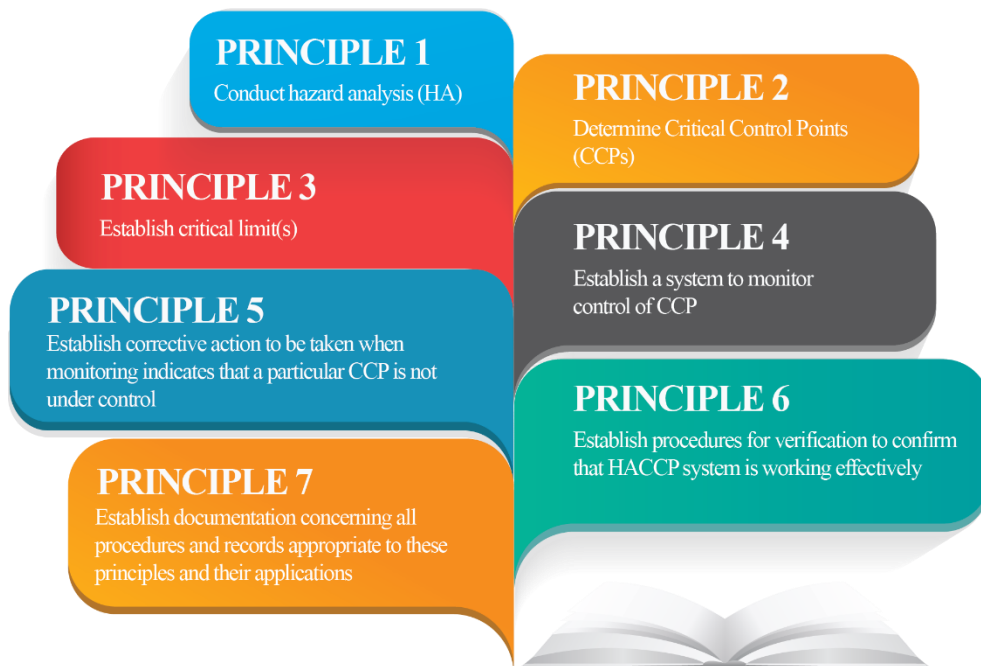 PRINCIPLE 1
Conduct hazard analysis (HA)
PRINCIPLE 2
Determine Critical Control Points
(CCPs)
PRINCIPLE 3
Establish critical limit(s)
PRINCIPLE 4
Establish a system to monitor
control of CCP
PRINCIPLE 5
Establish corrective action to be taken when
monitoring indicates that a particular CCP is not
under control
PRINCIPLE 6
Establish procedures for verification to confirm
that HACCP system is working effectively
PRINCIPLE 7
Establish documentation concerning all
procedures and records appropriate to these
principles and their applications